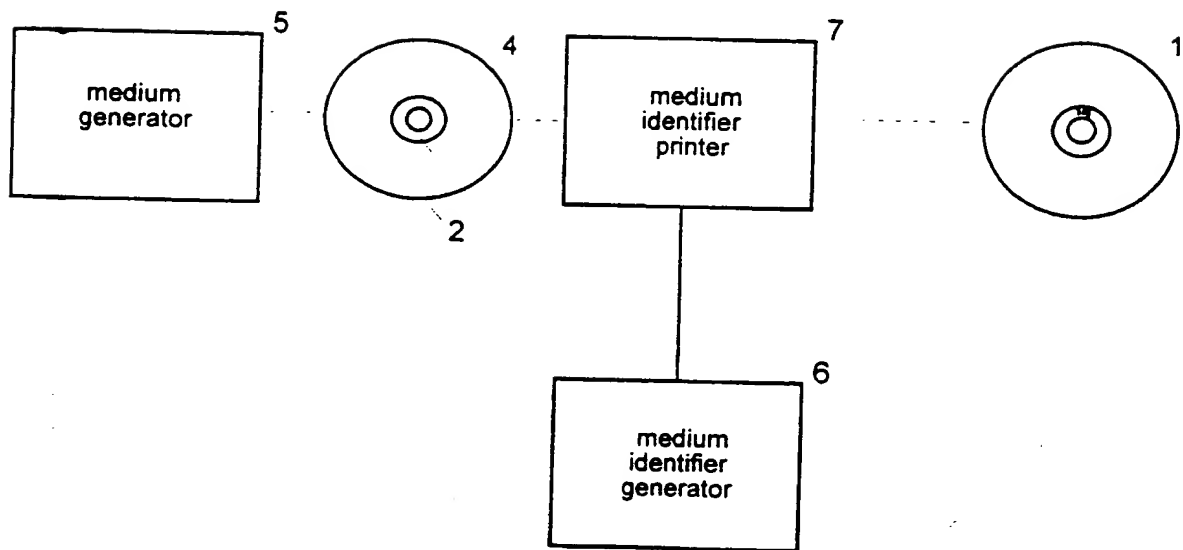 5
4
7
1
medium
generator
medium
identifier
printer
2
6
medium
identifier
generator